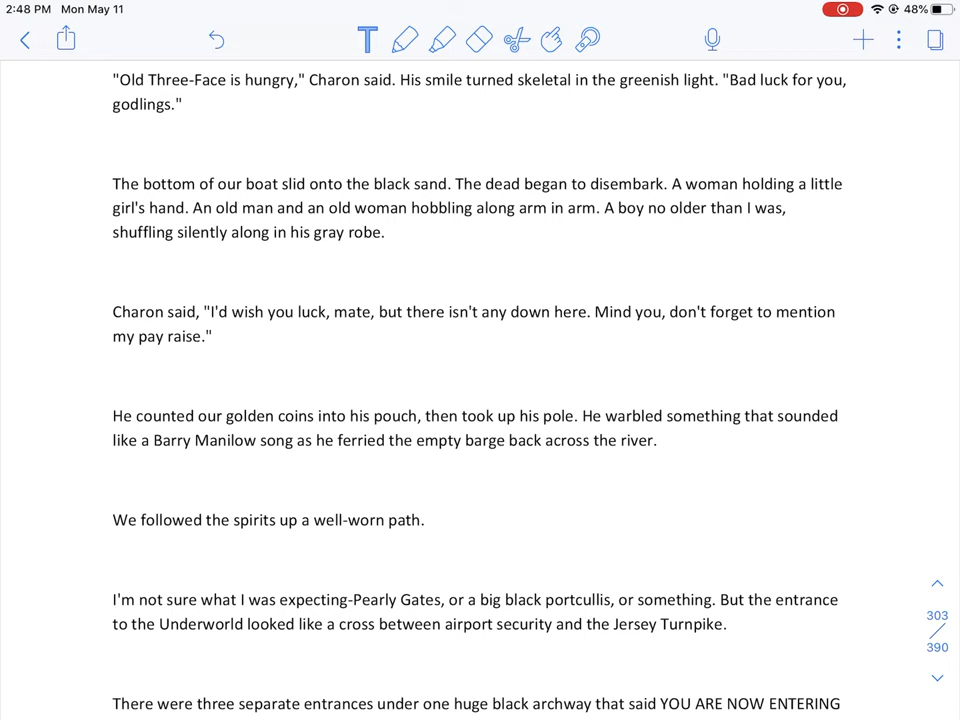 2:48 PM Mon May 11
48%
"Old Three-Face is hungry," Charon said. His smile turned skeletal in the greenish light. "Bad luck for you,
godlings."
The bottom of our boat slid onto the black sand. The dead began to disembark. A woman holding a little
girl's hand. An old man and an old woman hobbling along arm in arm. A boy no older than I was,
shuffling silently along in his gray robe.
Charon said, "I'd wish you luck, mate, but there isn't any down here. Mind you, don't forget to mention
my pay raise."
He counted our golden coins into his pouch, then took up his pole. He warbled something that sounded
like a Barry Manilow song as he ferried the empty barge back across the river.
We followed the spirits up a well-worn path.
I'm not sure what I was expecting-Pearly Gates, or a big black portcullis, or something. But the entrance
to the Underworld looked like a cross between airport security and the Jersey Turnpike.
There were three separate entrances under one huge black archway that said YOU ARE NOW ENTERING
303
390